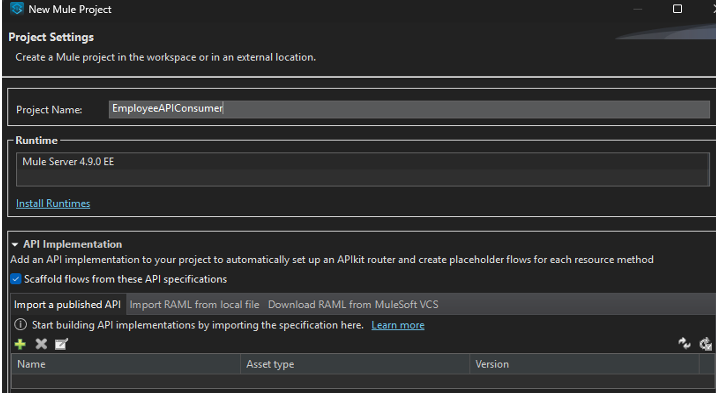 New Mule Project
Project Settings
Create a Mule project in the workspace or in an external location.
Project Name: EmployeeAPIConsumer
Runtime
Mule Server 4.9.0 EE
Install Runtimes
API Implementation
Add an API implementation to your project to automatically set up an APIkit router and create placeholder flows for each resource method
Scaffold flows from these API specifications
Import a published API Import RAML from local file Download RAML from MuleSoft VCS
Start building API implementations by importing the specification here. Learn more
Name Asset type Version